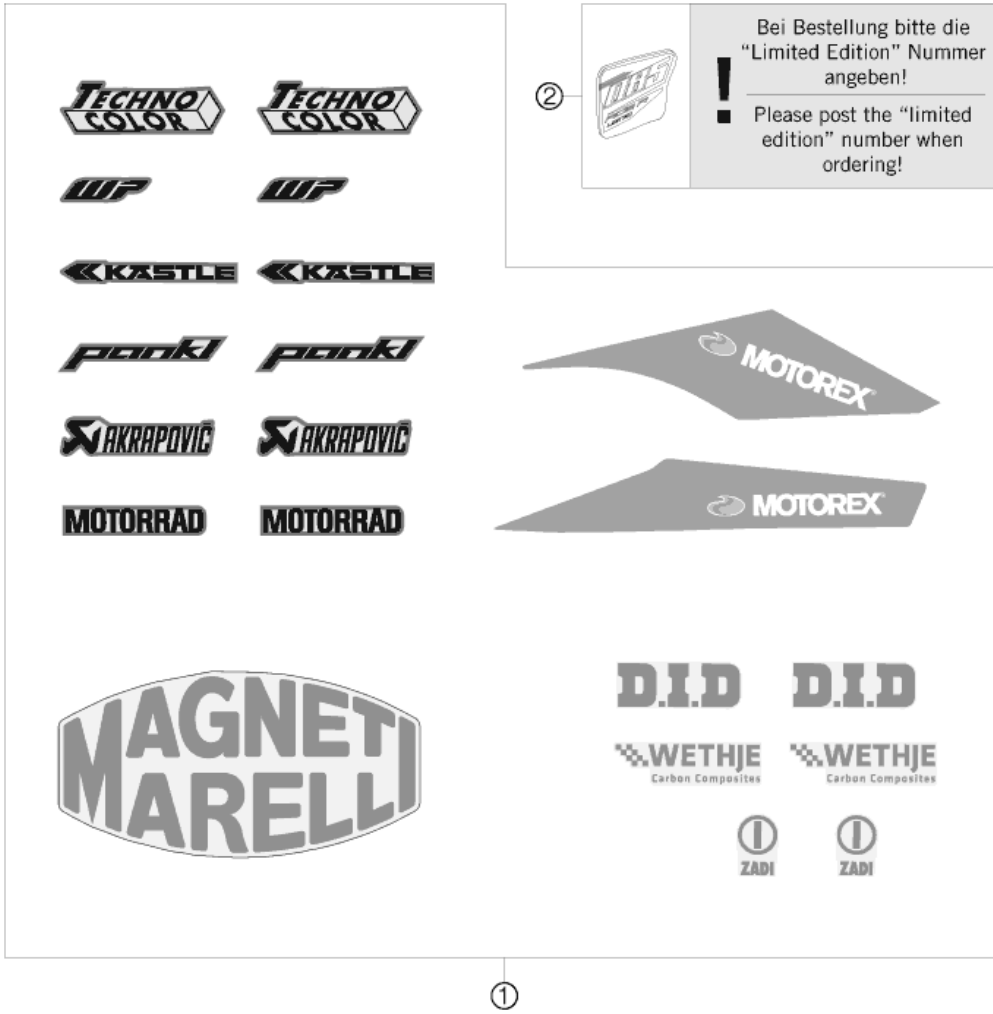 TECHNO COLOR TECHNO COLOR
WP WP
KÄSTLE KÄSTLE
pankl pankl
AKRAPOVIČ AKRAPOVIČ
MOTORRAD MOTORRAD
2
Bei Bestellung bitte die
“Limited Edition” Nummer
angeben!
!
Please post the “limited
edition” number when
ordering!
MOTOREX®
MOTOREX®
MAGNETI
MARELLI
D.I.D D.I.D
WETHJE WETHJE
Carbon Composites Carbon Composites
ZADI ZADI
1